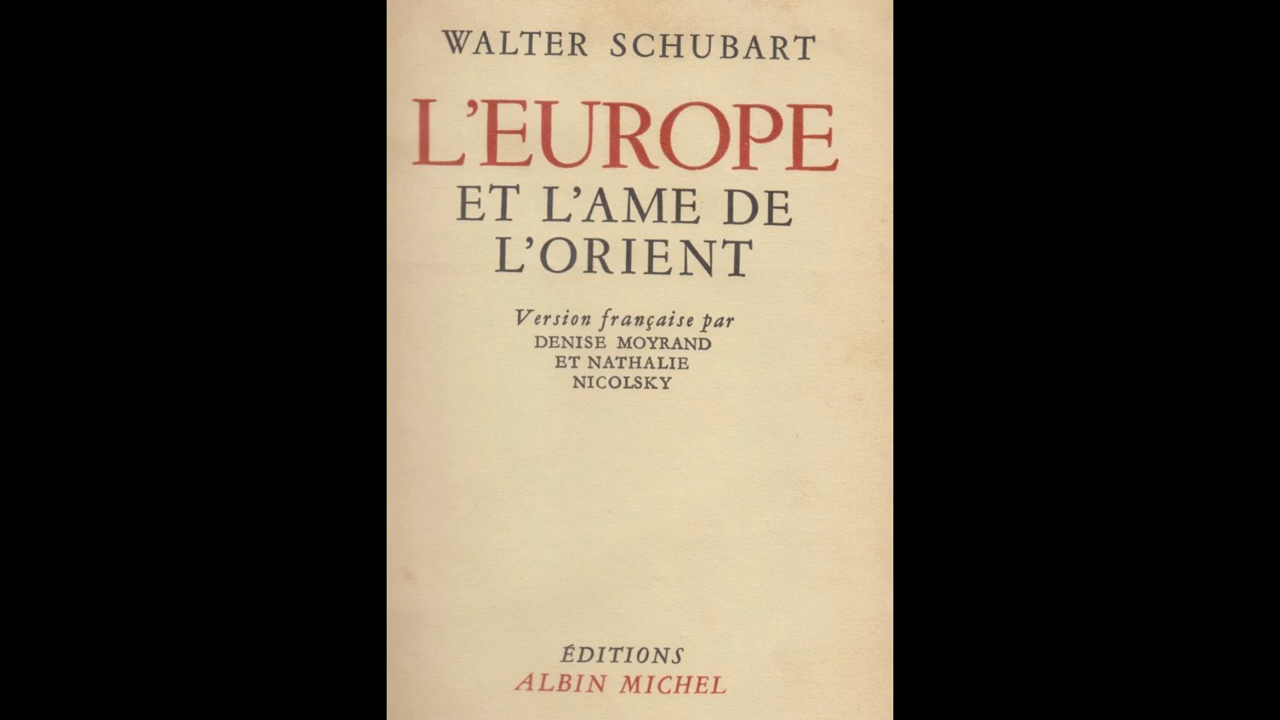 WALTER SCHUBART
L'EUROPE
ET L'AME DE
L'ORIENT
Version française par
DENISE MOYRAND
ET NATHALIE
NICOLSKY
ÉDITIONS
ALBIN MICHEL